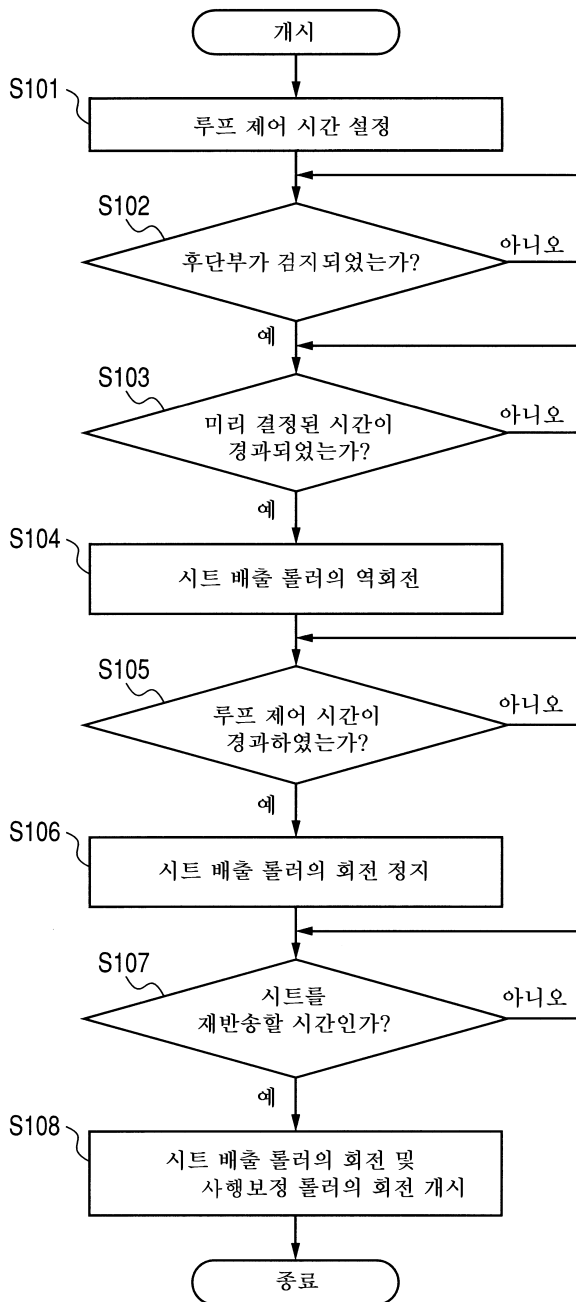 개시
S101
루프 제어 시간 설정
S102
후단부가 검지되었는가?
아니오
예
S103
미리 결정된 시간이
경과되었는가?
아니오
예
S104
시트 배출 롤러의 역회전
S105
루프 제어 시간이
경과하였는가?
아니오
예
S106
시트 배출 롤러의 회전 정지
S107
시트를
재반송할 시간인가?
아니오
예
S108
시트 배출 롤러의 회전 및
사행보정 롤러의 회전 개시
종료